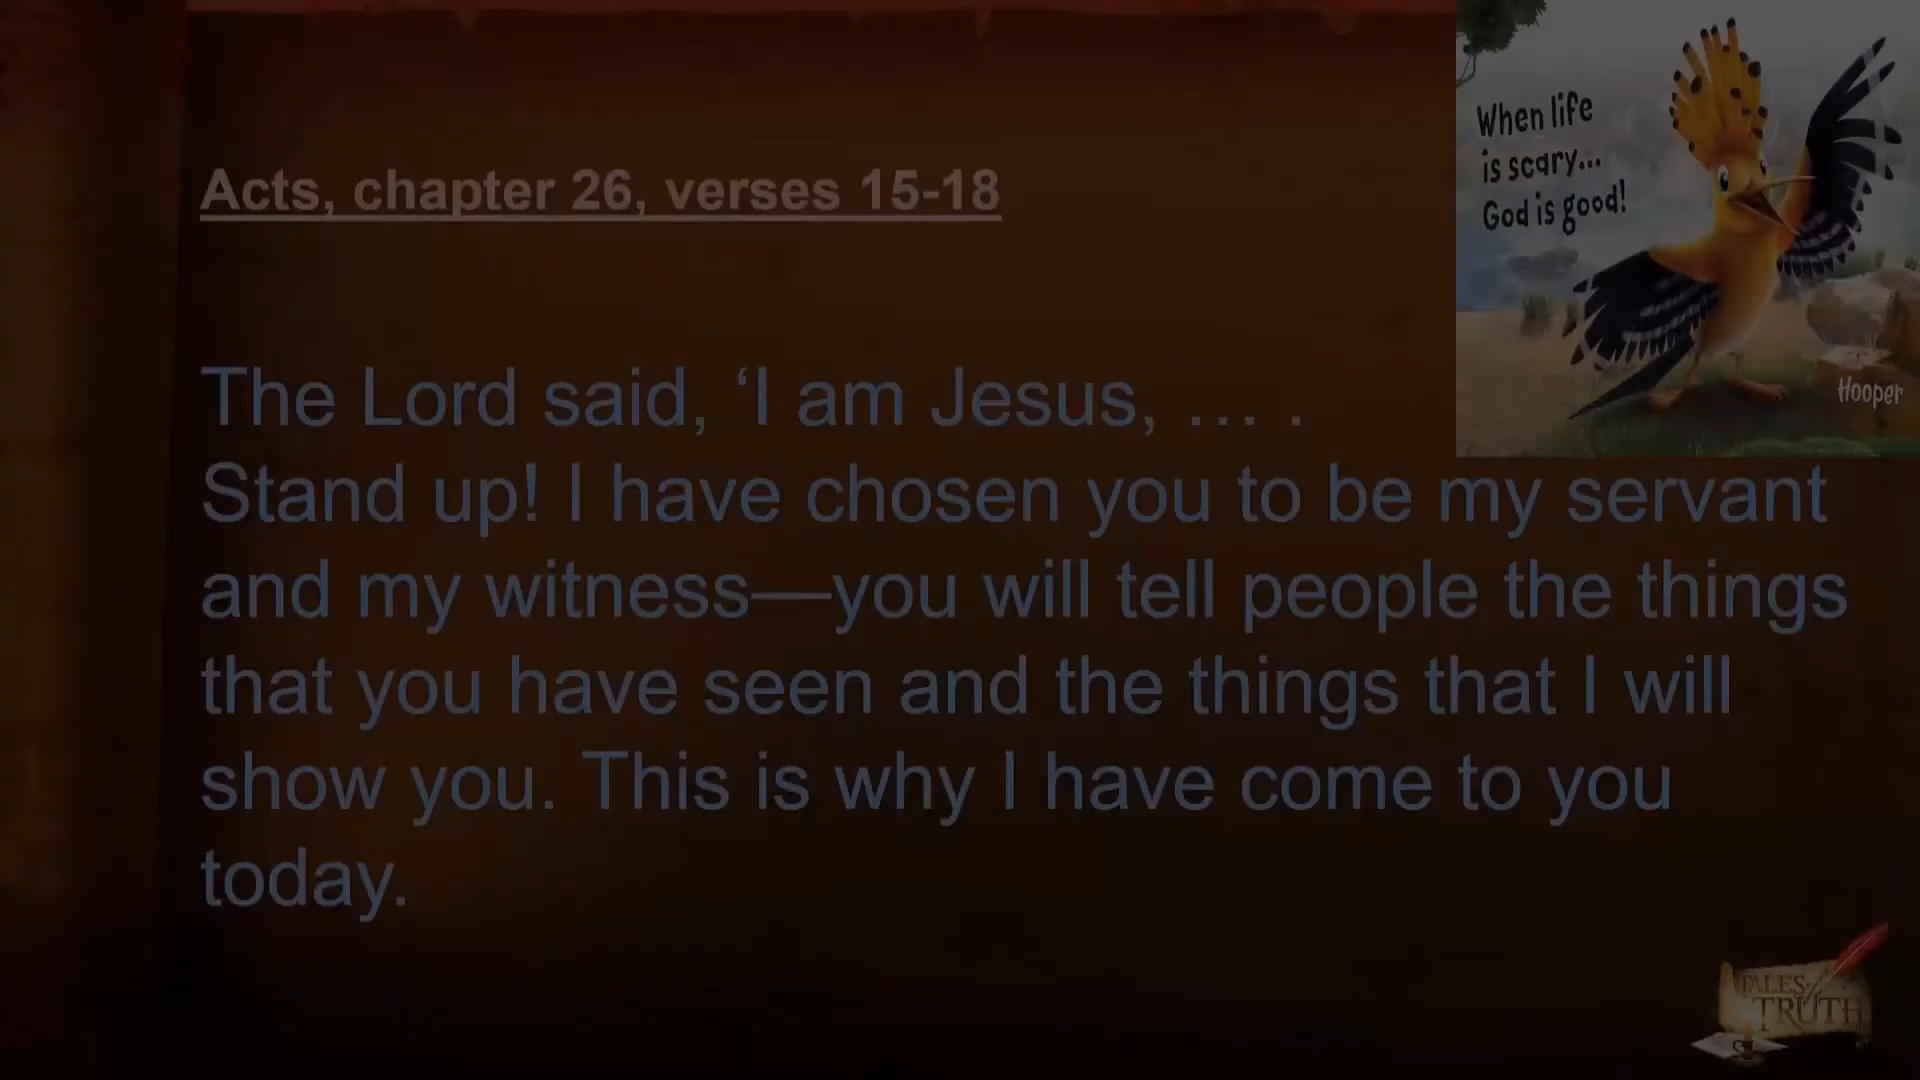 Acts, chapter 26, verses 15-18
When life
is scary...
God is good!
Hooper
The Lord said, ‘I am Jesus, … .
Stand up! I have chosen you to be my servant
and my witness—you will tell people the things
that you have seen and the things that I will
show you. This is why I have come to you
today.
TALES of
TRUTH